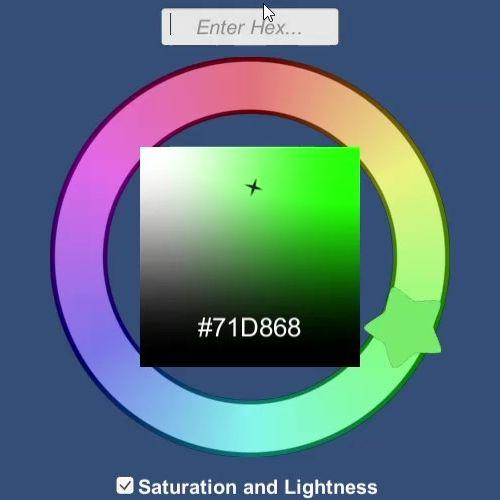 Enter Hex...
#71D868
Saturation and Lightness